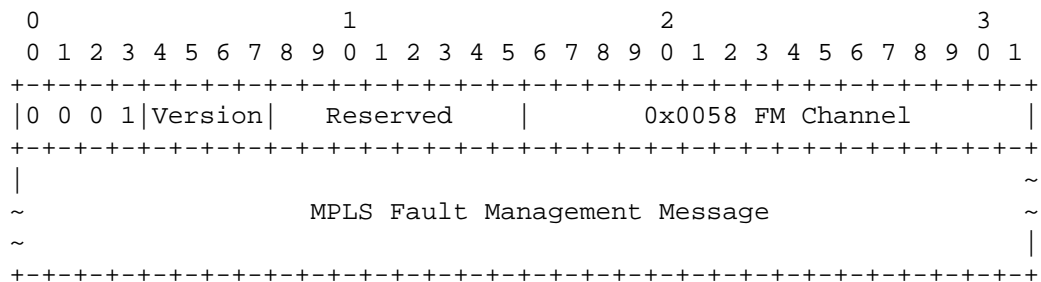 0                   1                   2                   3
 0 1 2 3 4 5 6 7 8 9 0 1 2 3 4 5 6 7 8 9 0 1 2 3 4 5 6 7 8 9 0 1
+-+-+-+-+-+-+-+-+-+-+-+-+-+-+-+-+-+-+-+-+-+-+-+-+-+-+-+-+-+-+-+-+
|0 0 0 1|Version|   Reserved    |       0x0058 FM Channel       |
+-+-+-+-+-+-+-+-+-+-+-+-+-+-+-+-+-+-+-+-+-+-+-+-+-+-+-+-+-+-+-+-+
|                                                               ~
~                  MPLS Fault Management Message                ~
~                                                               |
+-+-+-+-+-+-+-+-+-+-+-+-+-+-+-+-+-+-+-+-+-+-+-+-+-+-+-+-+-+-+-+-+